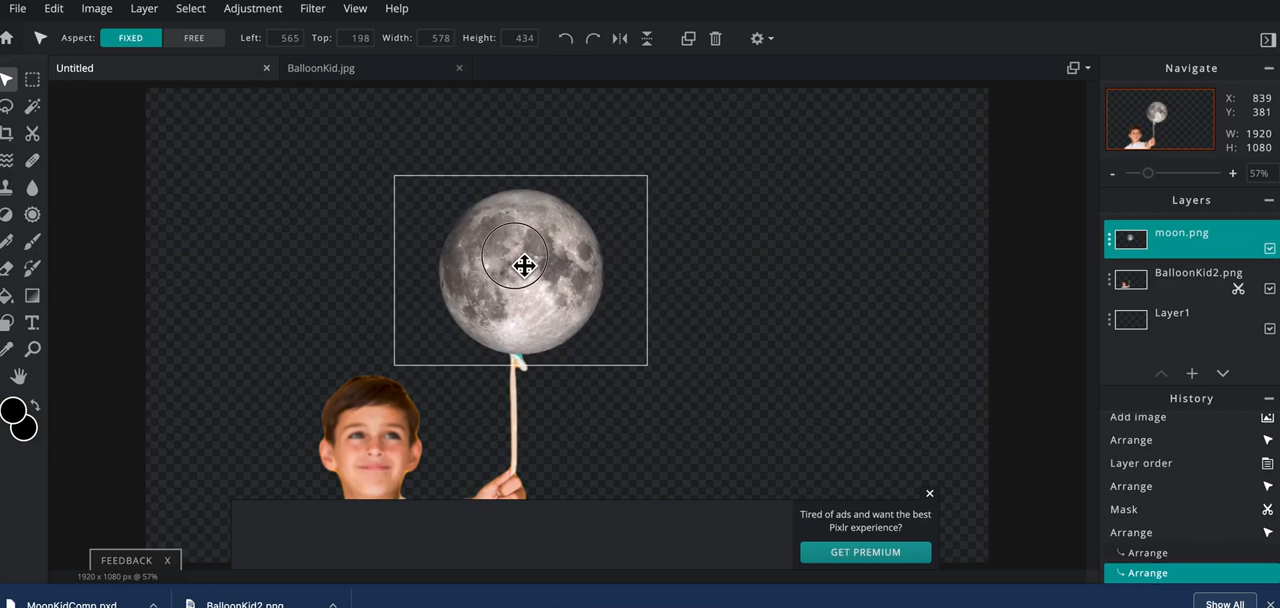 File Edit Image Layer Select Adjustment Filter View Help
Aspect: FIXED FREE Left: 565 Top: 198 Width: 578 Height: 434
Untitled × BalloonKid.jpg ×
Navigate
X: 839
Y: 381
W: 1920
H: 1080
- + 57%
Layers
moon.png
BalloonKid2.png
Layer1
History
Add image
Arrange
Layer order
Arrange
Mask
Arrange
Arrange
Arrange
Tired of ads and want the best
Pixlr experience?
GET PREMIUM
FEEDBACK X
1920 x 1080 px @ 57%
MoonKidComp.pxd
BalloonKid2.png
Show All